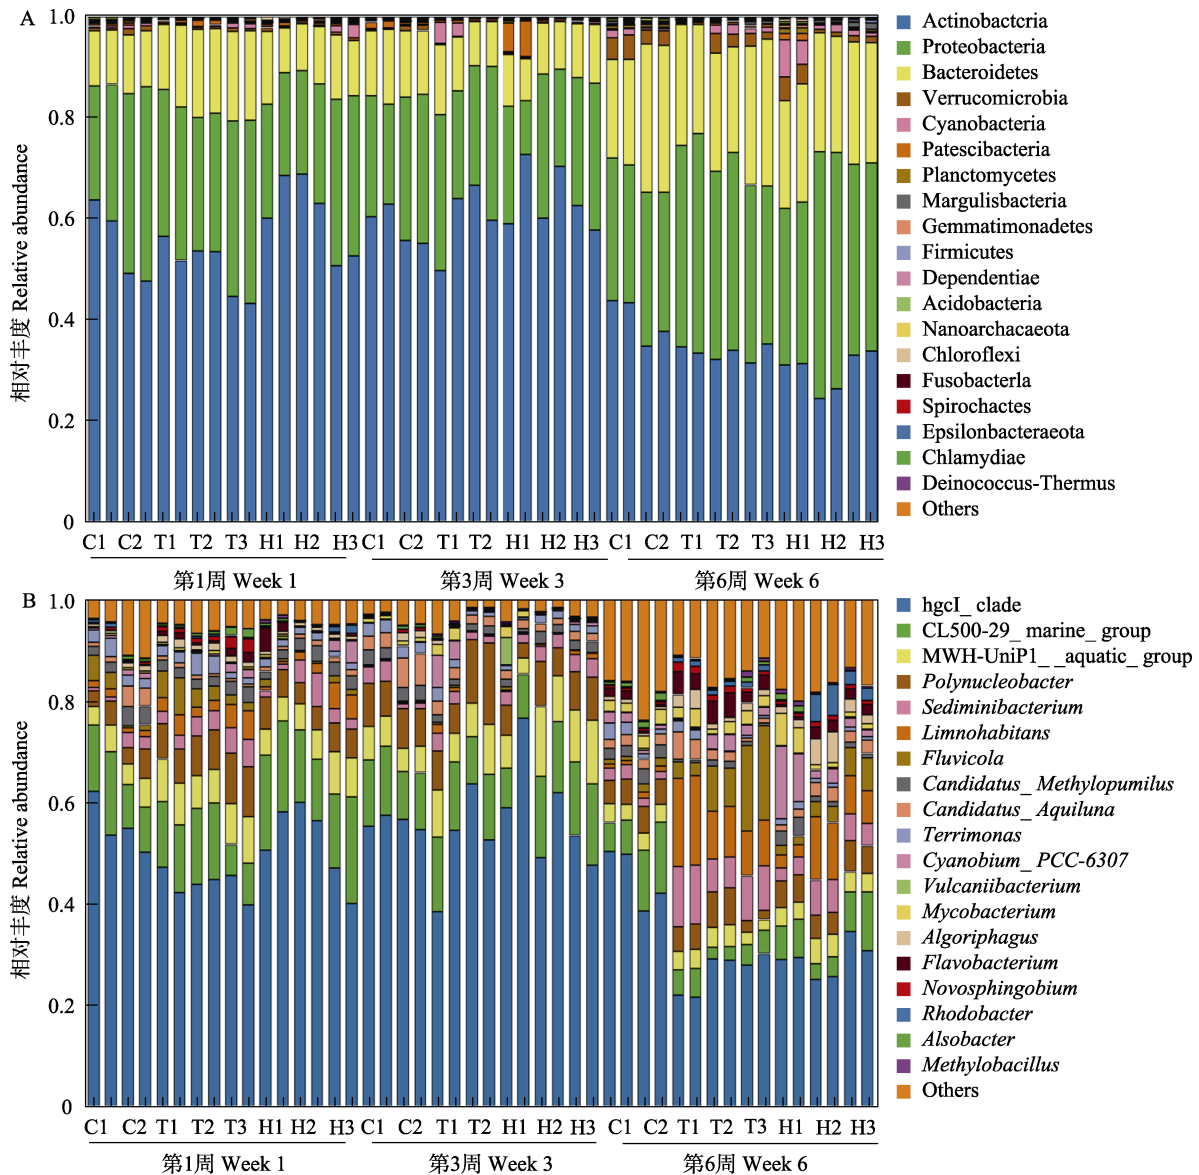 A
1.0
0.8
0.6
0.4
0.2
0
相对丰度 Relative abundance
C1 C2 T1 T2 T3 H1 H2 H3 C1 C2 T1 T2 H1 H2 H3 C1 C2 T1 T2 T3 H1 H2 H3
第1周 Week 1 第3周 Week 3 第6周 Week 6
Actinobactcria
Proteobacteria
Bacteroidetes
Verrucomicrobia
Cyanobacteria
Patescibacteria
Planctomycetes
Margulisbacteria
Gemmatimonadetes
Firmicutes
Dependentiae
Acidobacteria
Nanoarchacaeota
Chloroflexi
Fusobacterla
Spirochactes
Epsilonbacteraeota
Chlamydiae
Deinococcus-Thermus
Others
B
1.0
0.8
0.6
0.4
0.2
0
相对丰度 Relative abundance
C1 C2 T1 T2 T3 H1 H2 H3 C1 C2 T1 T2 H1 H2 H3 C1 C2 T1 T2 T3 H1 H2 H3
第1周 Week 1 第3周 Week 3 第6周 Week 6
hgcI_ clade
CL500-29_ marine_ group
MWH-UniP1_ _aquatic_ group
Polynucleobacter
Sediminibacterium
Limnohabitans
Fluvicola
Candidatus_ Methylopumilus
Candidatus_ Aquiluna
Terrimonas
Cyanobium_ PCC-6307
Vulcaniibacterium
Mycobacterium
Algoriphagus
Flavobacterium
Novosphingobium
Rhodobacter
Alsobacter
Methylobacillus
Others